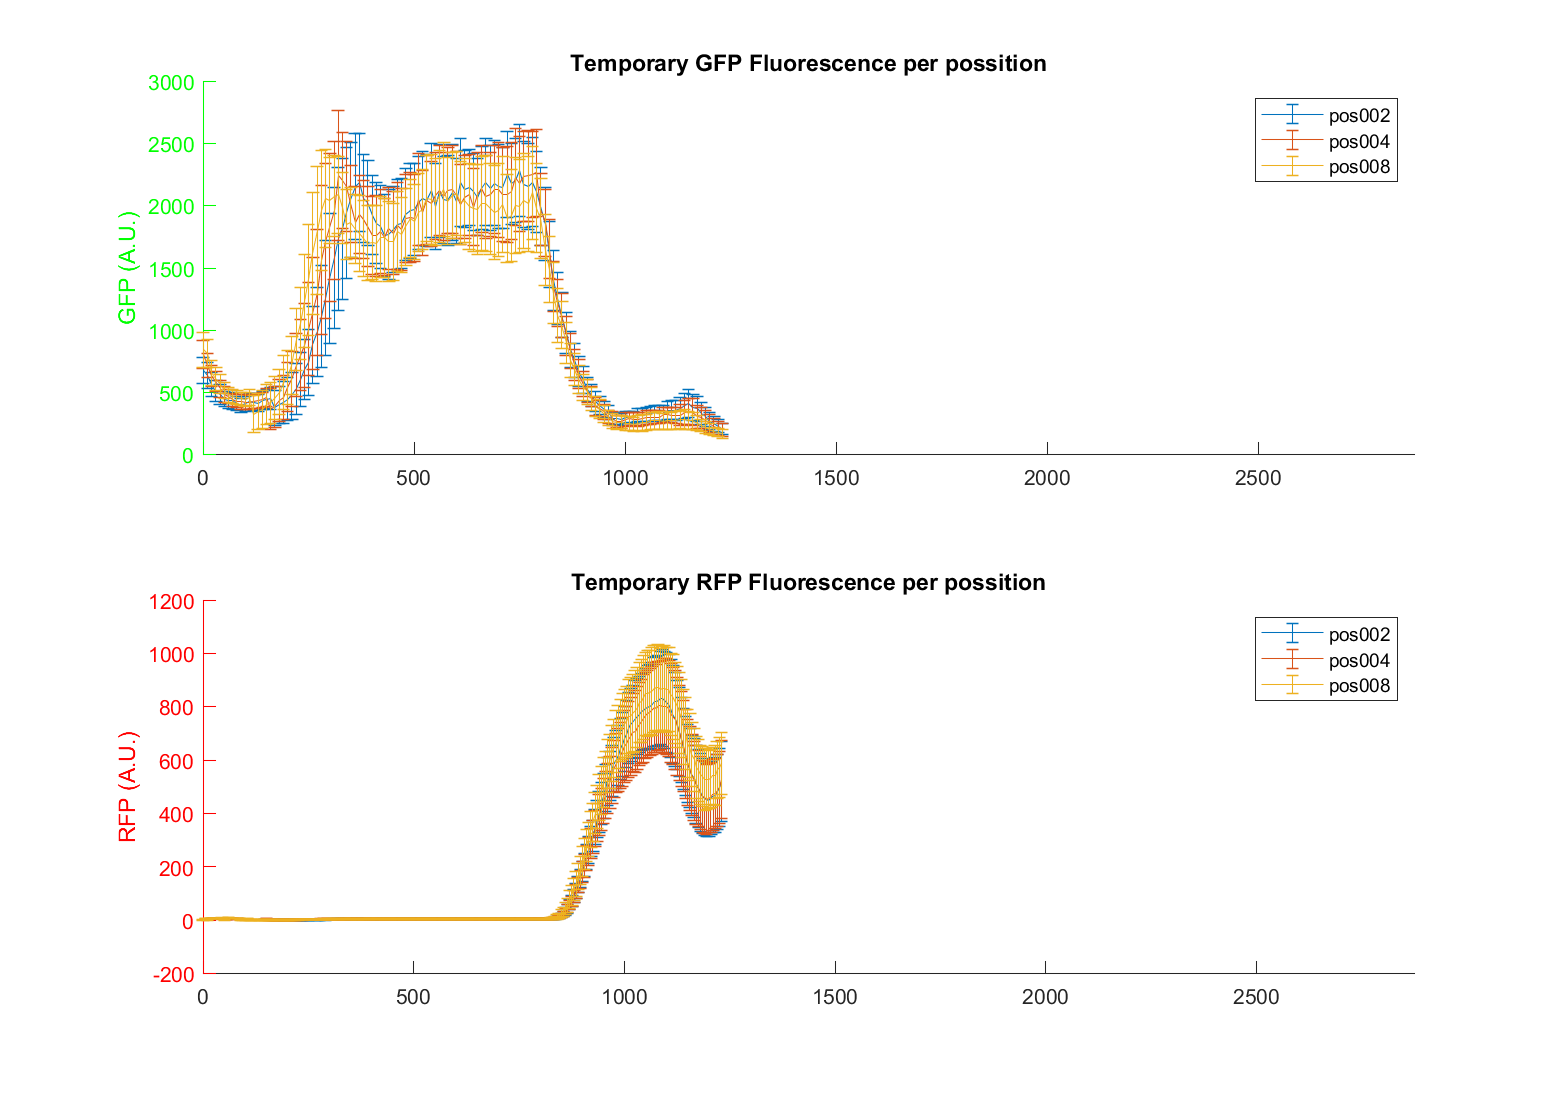 Temporary GFP Fluorescence per possition
3000
2500
2000
1500
1000
500
0
GFP (A.U.)
0 500 1000 1500 2000 2500
pos002
pos004
pos008
Temporary RFP Fluorescence per possition
1200
1000
800
600
400
200
0
-200
RFP (A.U.)
0 500 1000 1500 2000 2500
pos002
pos004
pos008